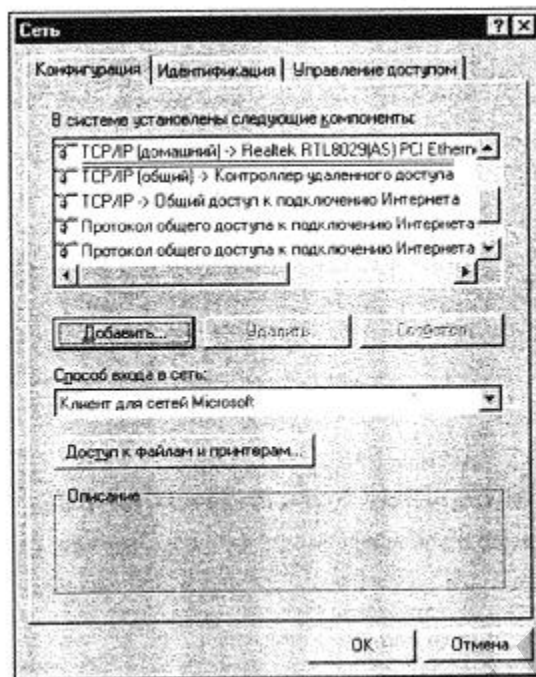 Сеть
Конфигурация
Идентификация
Управление доступом
В системе установлены следующие компоненты:
TCP/IP (домашний) -> Realtek RTL8029(AS) PCI Ethern
TCP/IP (общий) -> Контроллер удаленного доступа
TCP/IP -> Общий доступ к подключению Интернета
Протокол общего доступа к подключению Интернета
Протокол общего доступа к подключению Интернета
Добавить...
Удалить
Свойства
Способ входа в сеть:
Клиент для сетей Microsoft
Доступ к файлам и принтерам...
Описание
OK
Отмена